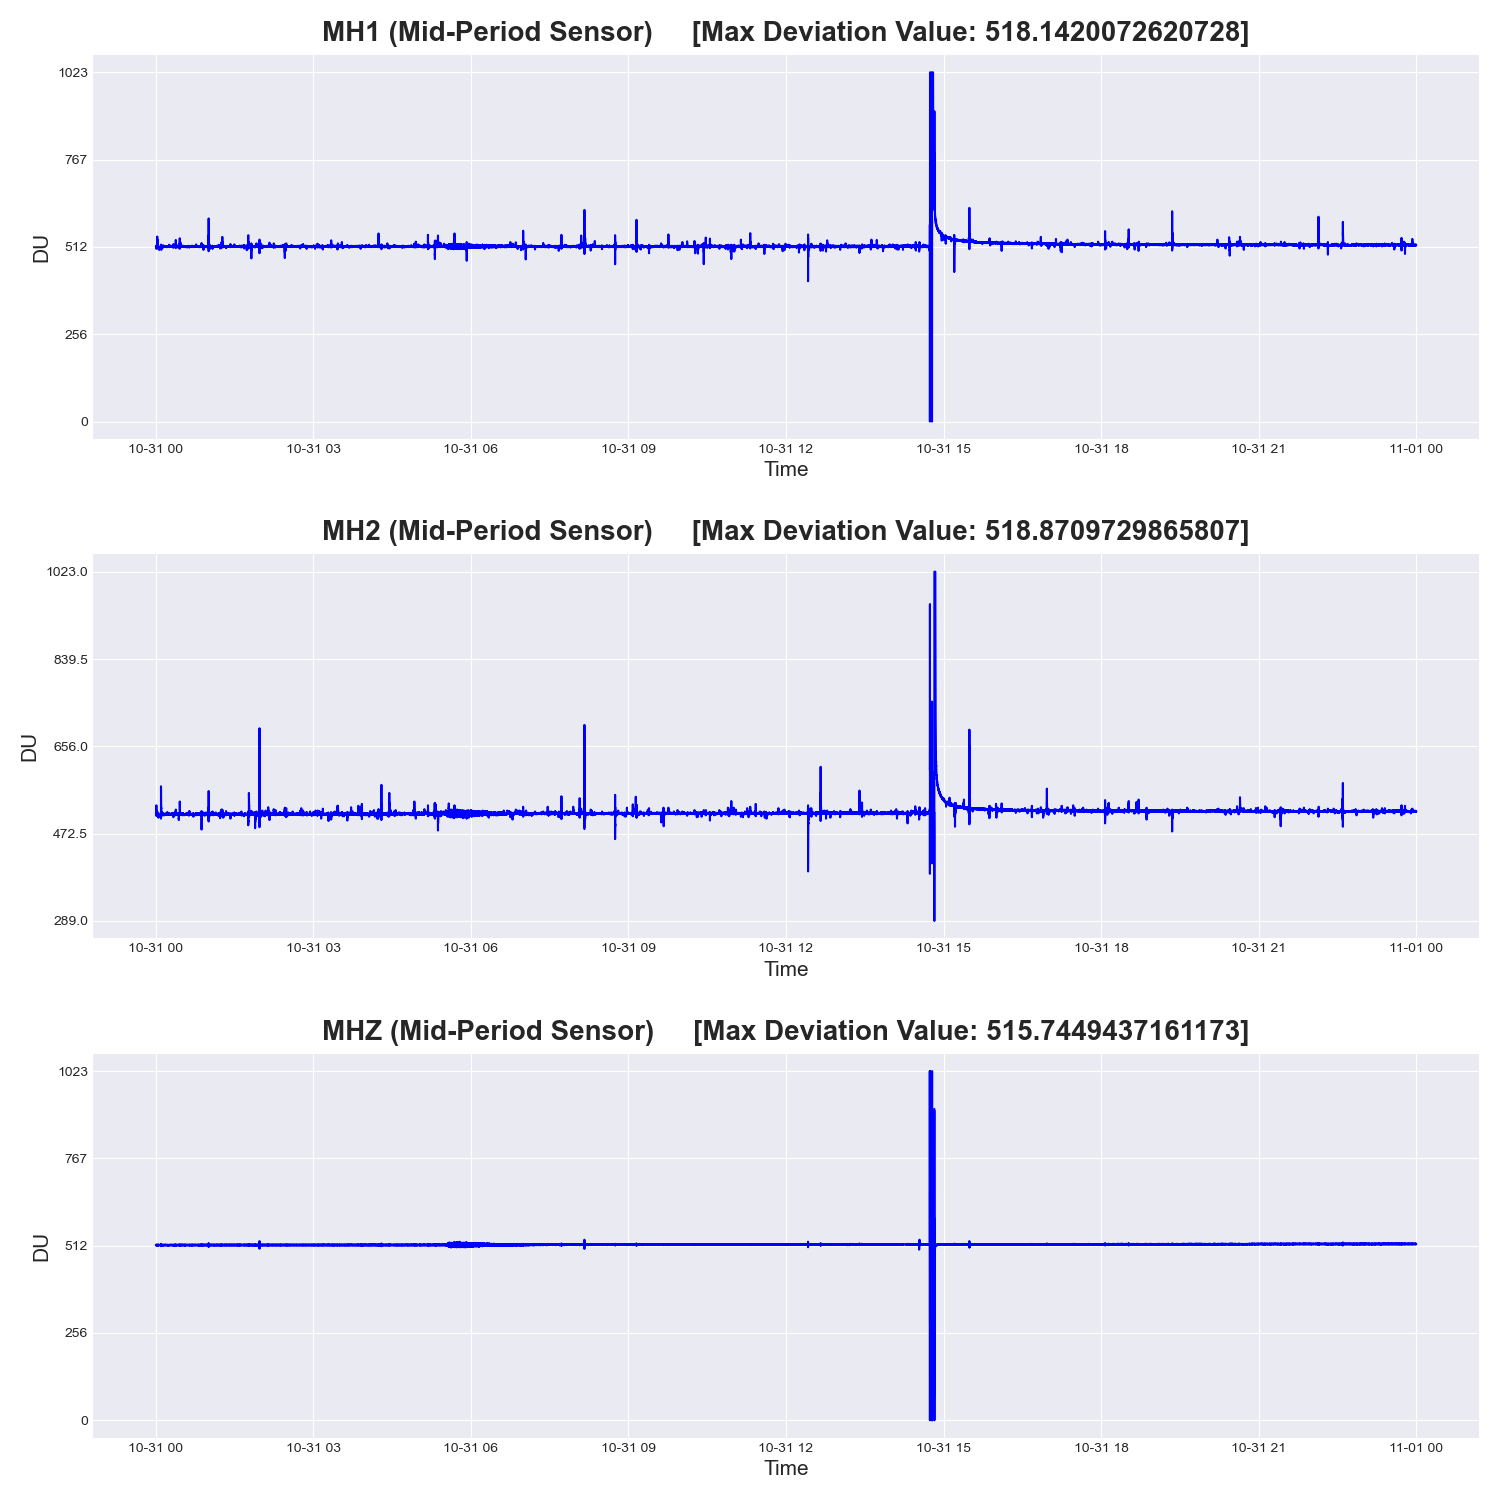 MH1 (Mid-Period Sensor) [Max Deviation Value: 518.1420072620728]
1023
767
512
256
0
DU
10-31 00 10-31 03 10-31 06 10-31 09 10-31 12 10-31 15 10-31 18 10-31 21 11-01 00
Time
MH2 (Mid-Period Sensor) [Max Deviation Value: 518.8709729865807]
1023.0
839.5
656.0
472.5
289.0
DU
10-31 00 10-31 03 10-31 06 10-31 09 10-31 12 10-31 15 10-31 18 10-31 21 11-01 00
Time
MHZ (Mid-Period Sensor) [Max Deviation Value: 515.7449437161173]
1023
767
512
256
0
DU
10-31 00 10-31 03 10-31 06 10-31 09 10-31 12 10-31 15 10-31 18 10-31 21 11-01 00
Time